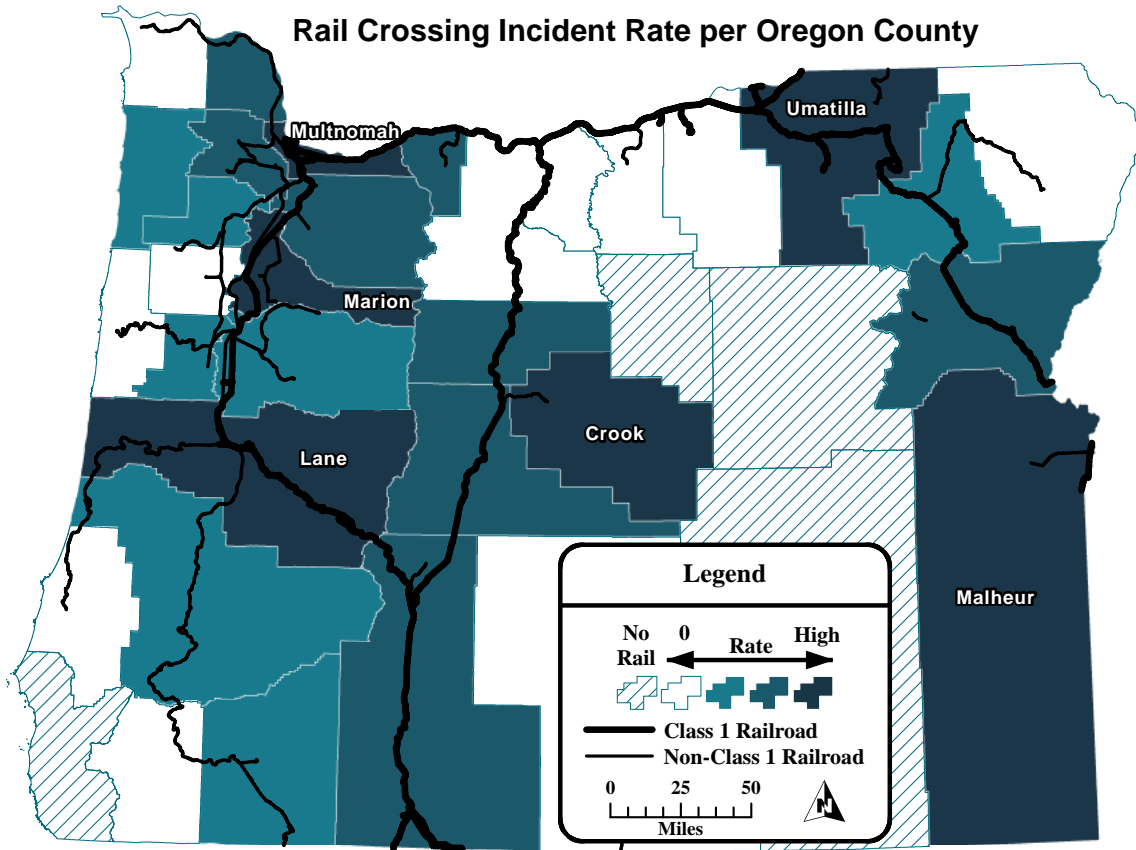 Rail Crossing Incident Rate per Oregon County
Umatilla
Multnomah
Marion
Crook
Lane
Malheur
Legend
No Rail
0
Rate
High
Class 1 Railroad
Non-Class 1 Railroad
0 25 50
Miles
N